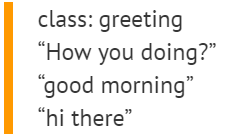 class: greeting
“How you doing?”
“good morning”
“hi there”